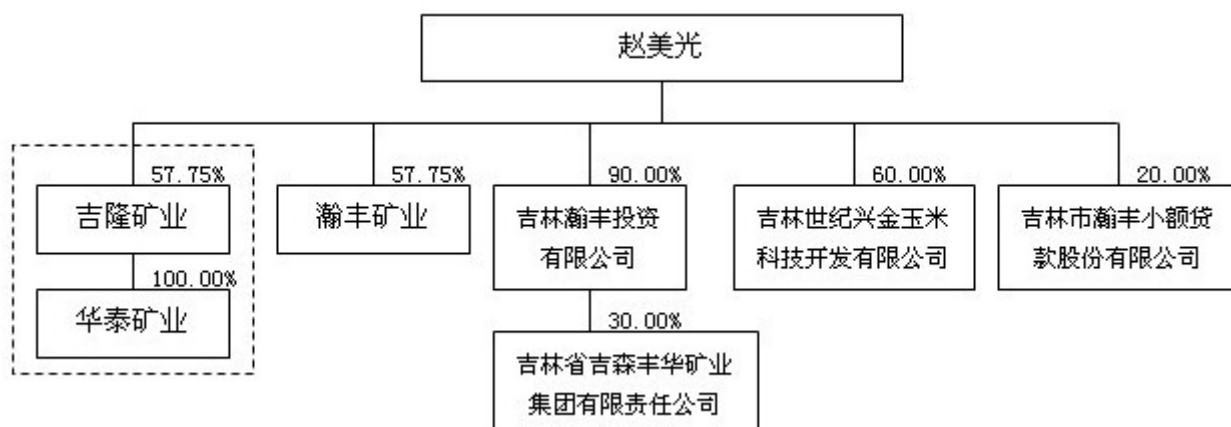 赵美光
57.75%
57.75%
90.00%
60.00%
20.00%
吉隆矿业
瀚丰矿业
吉林瀚丰投资
有限公司
吉林世纪兴金玉米
科技开发有限公司
吉林市瀚丰小额贷
款股份有限公司
100.00%
华泰矿业
30.00%
吉林省吉森丰华矿业
集团有限责任公司